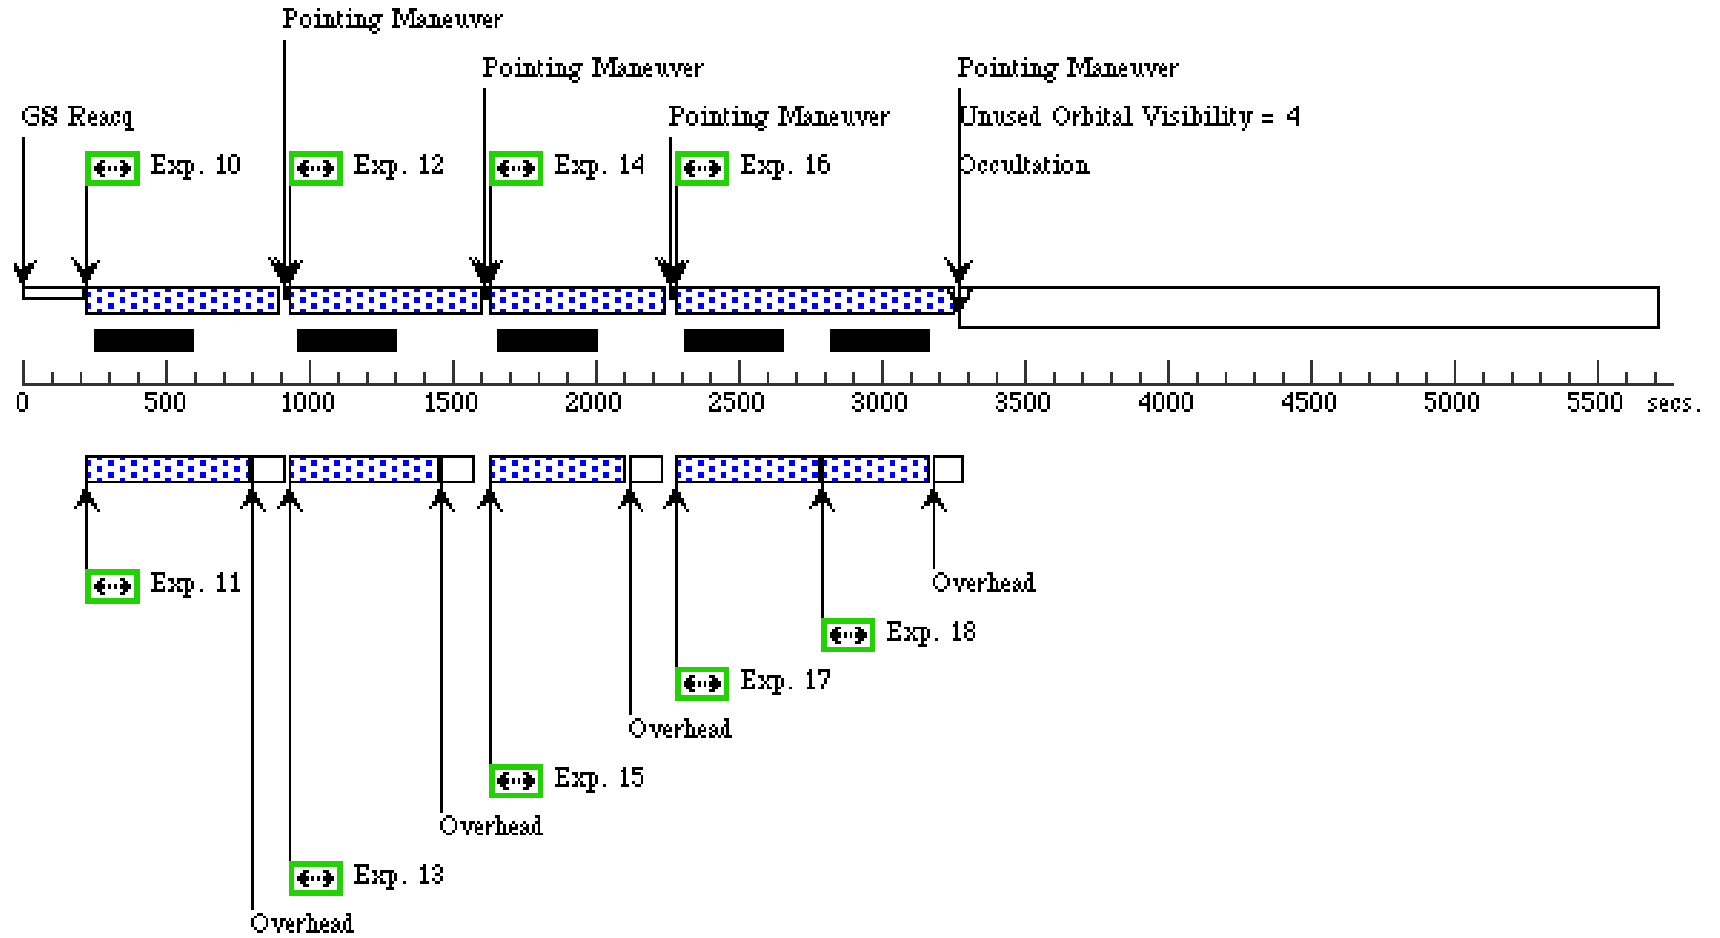 Pointing Maneuver
Pointing Maneuver
Pointing Maneuver
GS Reacq
Pointing Maneuver
Unused Orbital Visibility = 4
Exp. 10
Exp. 12
Exp. 14
Exp. 16
Occultation
0 500 1000 1500 2000 2500 3000 3500 4000 4500 5000 5500 secs.
Exp. 11
Overhead
Exp. 18
Exp. 17
Overhead
Exp. 15
Overhead
Exp. 13
Overhead